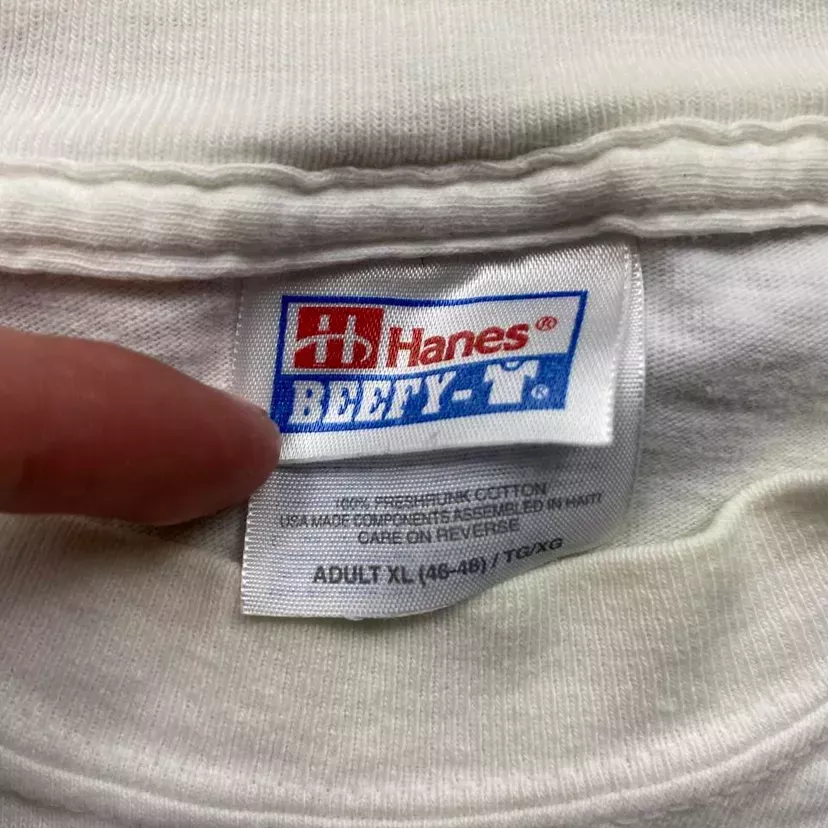 Hanes®
BEEFY-®
100% PRESHRUNK COTTON
USA MADE COMPONENTS ASSEMBLED IN HAITI
CARE ON REVERSE
ADULT XL (46-48) / TG/XG